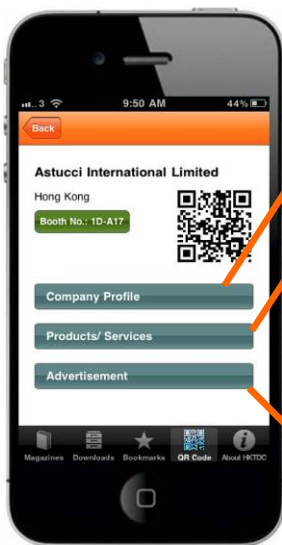 ...3 9:50 AM 44%
Back
Astucci International Limited
Hong Kong
Booth No.: 1D-A17
Company Profile
Products/ Services
Advertisement
Magazines Downloads Bookmarks QR Code About HKTDC